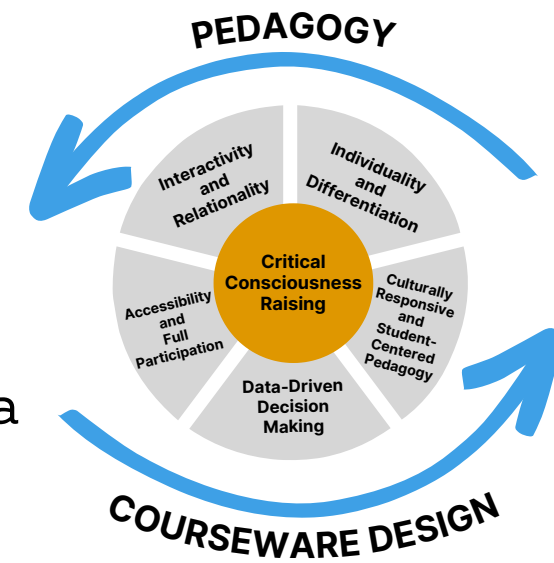 PEDAGOGY
Interactivity
and
Relationality
Individuality
and
Differentiation
Critical
Consciousness
Raising
Accessibility
and
Full
Participation
Culturally
Responsive
and
Student-
Centered
Pedagogy
Data-Driven
Decision
Making
a
COURSEWARE DESIGN